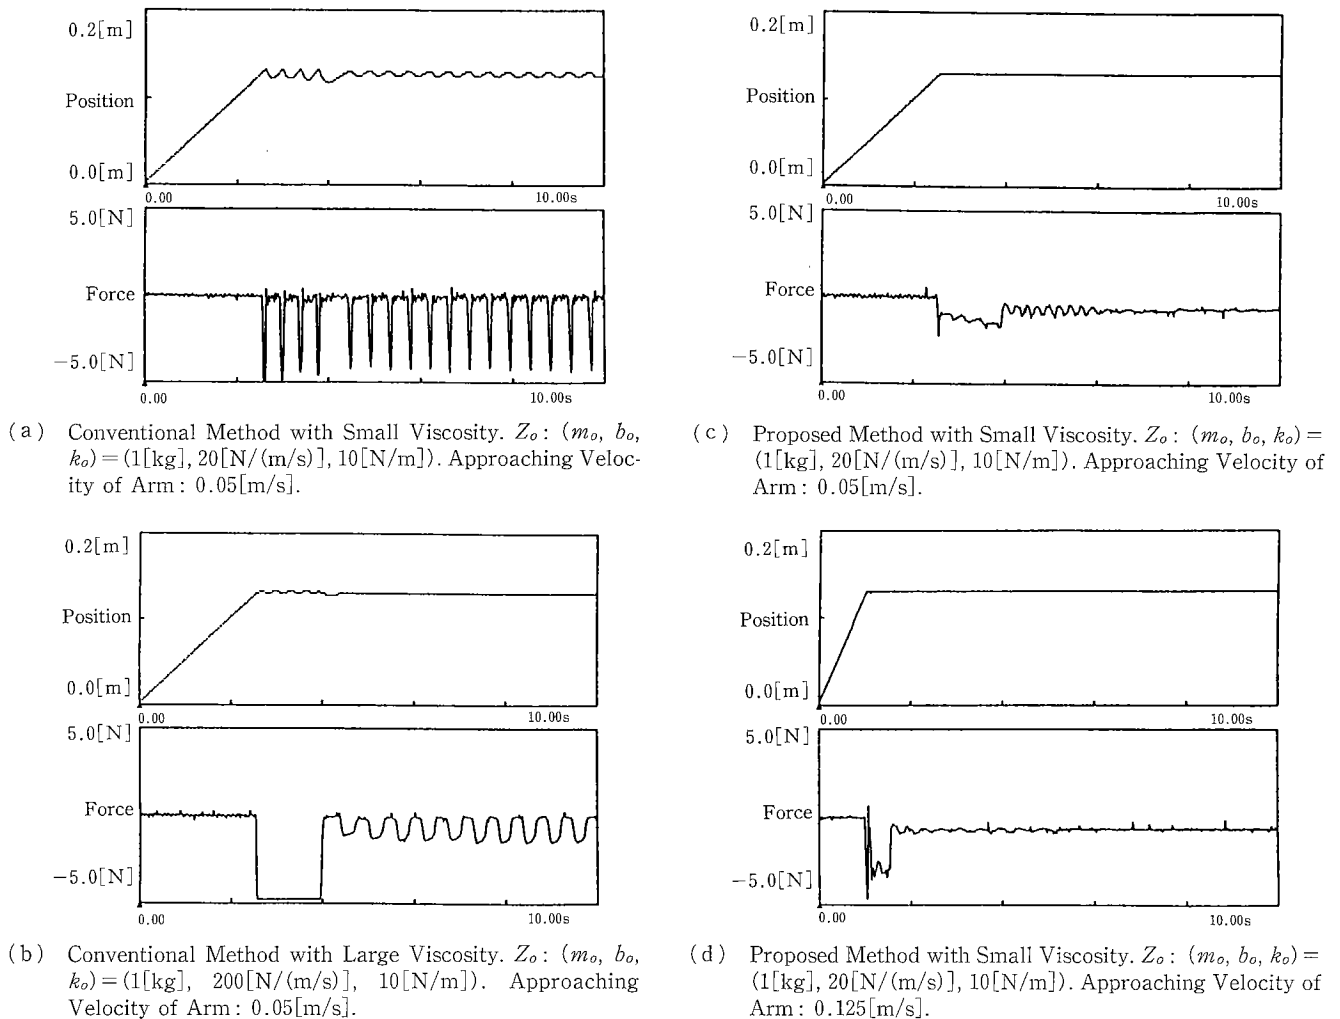 0.2[m]
Position
0.0[m]
0.00
10.00s
5.0[N]
Force
−5.0[N]
0.00
10.00s
(a) Conventional Method with Small Viscosity. Zo: (mo, bo,
ko)=(1[kg], 20[N/(m/s)], 10[N/m]). Approaching Veloc-
ity of Arm: 0.05[m/s].
0.2[m]
Position
0.0[m]
0.00
10.00s
5.0[N]
Force
−5.0[N]
0.00
10.00s
(b) Conventional Method with Large Viscosity. Zo: (mo, bo,
ko)=(1[kg], 200[N/(m/s)], 10[N/m]). Approaching
Velocity of Arm: 0.05[m/s].
0.2[m]
Position
0.0[m]
0.00
10.00s
5.0[N]
Force
−5.0[N]
0.00
10.00s
(c) Proposed Method with Small Viscosity. Zo: (mo, bo, ko)=
(1[kg], 20[N/(m/s)], 10[N/m]). Approaching Velocity of
Arm: 0.05[m/s].
0.2[m]
Position
0.0[m]
0.00
10.00s
5.0[N]
Force
−5.0[N]
0.00
10.00s
(d) Proposed Method with Small Viscosity. Zo: (mo, bo, ko)=
(1[kg], 20[N/(m/s)], 10[N/m]). Approaching Velocity of
Arm: 0.125[m/s].